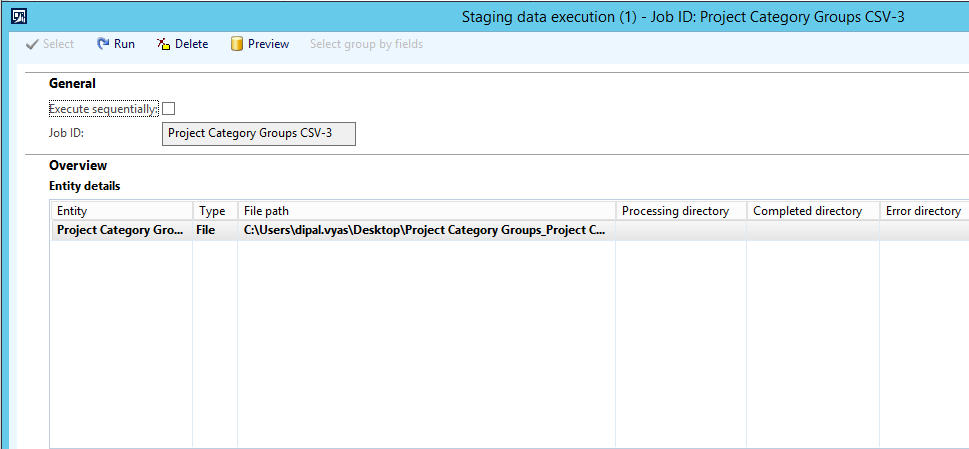 Staging data execution (1) - Job ID: Project Category Groups CSV-3
Select Run Delete Preview Select group by fields
General
Execute sequentially:
Job ID: Project Category Groups CSV-3
Overview
Entity details
Entity Type File path Processing directory Completed directory Error directory
Project Category Gro... File C:\Users\dipal.vyas\Desktop\Project Category Groups_Project C...